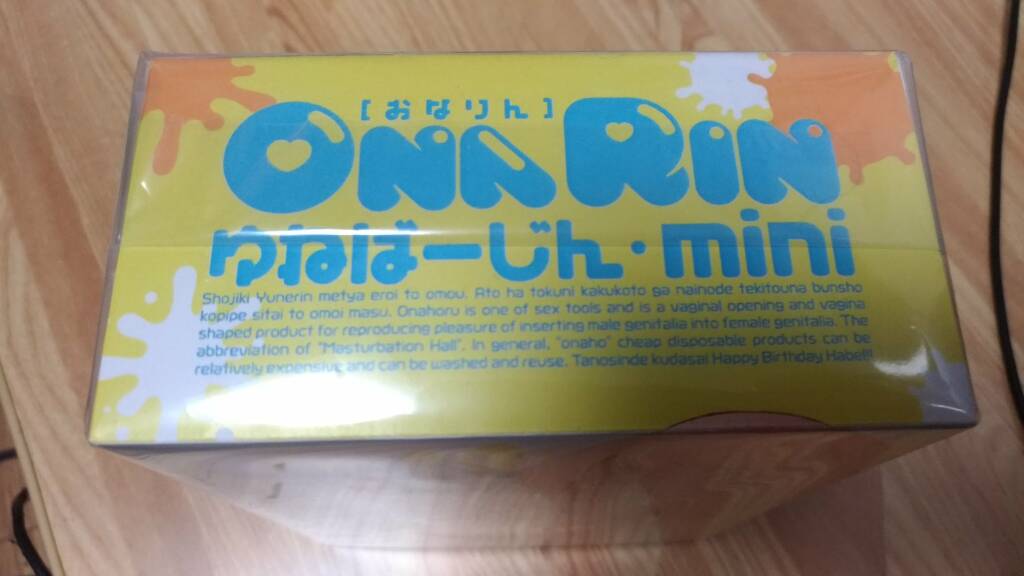 [おなりん]
ONA RIN
ゆねばーじん・mini
Shojiki Yunerin metya eroi to omou. Ato ha tokuni kakukoto ga nainode tekitouna bunsho
kopipe sitai to omoi masu. Onahoru is one of sex tools and is a vaginal opening and vagina
shaped product for reproducing pleasure of inserting male genitalia into female genitalia. The
abbreviation of "Masturbation Hall". In general, "onaho" cheap disposable products can be
relatively expensive and can be washed and reuse. Tanosinde kudasai Happy Birthday Habe!!!